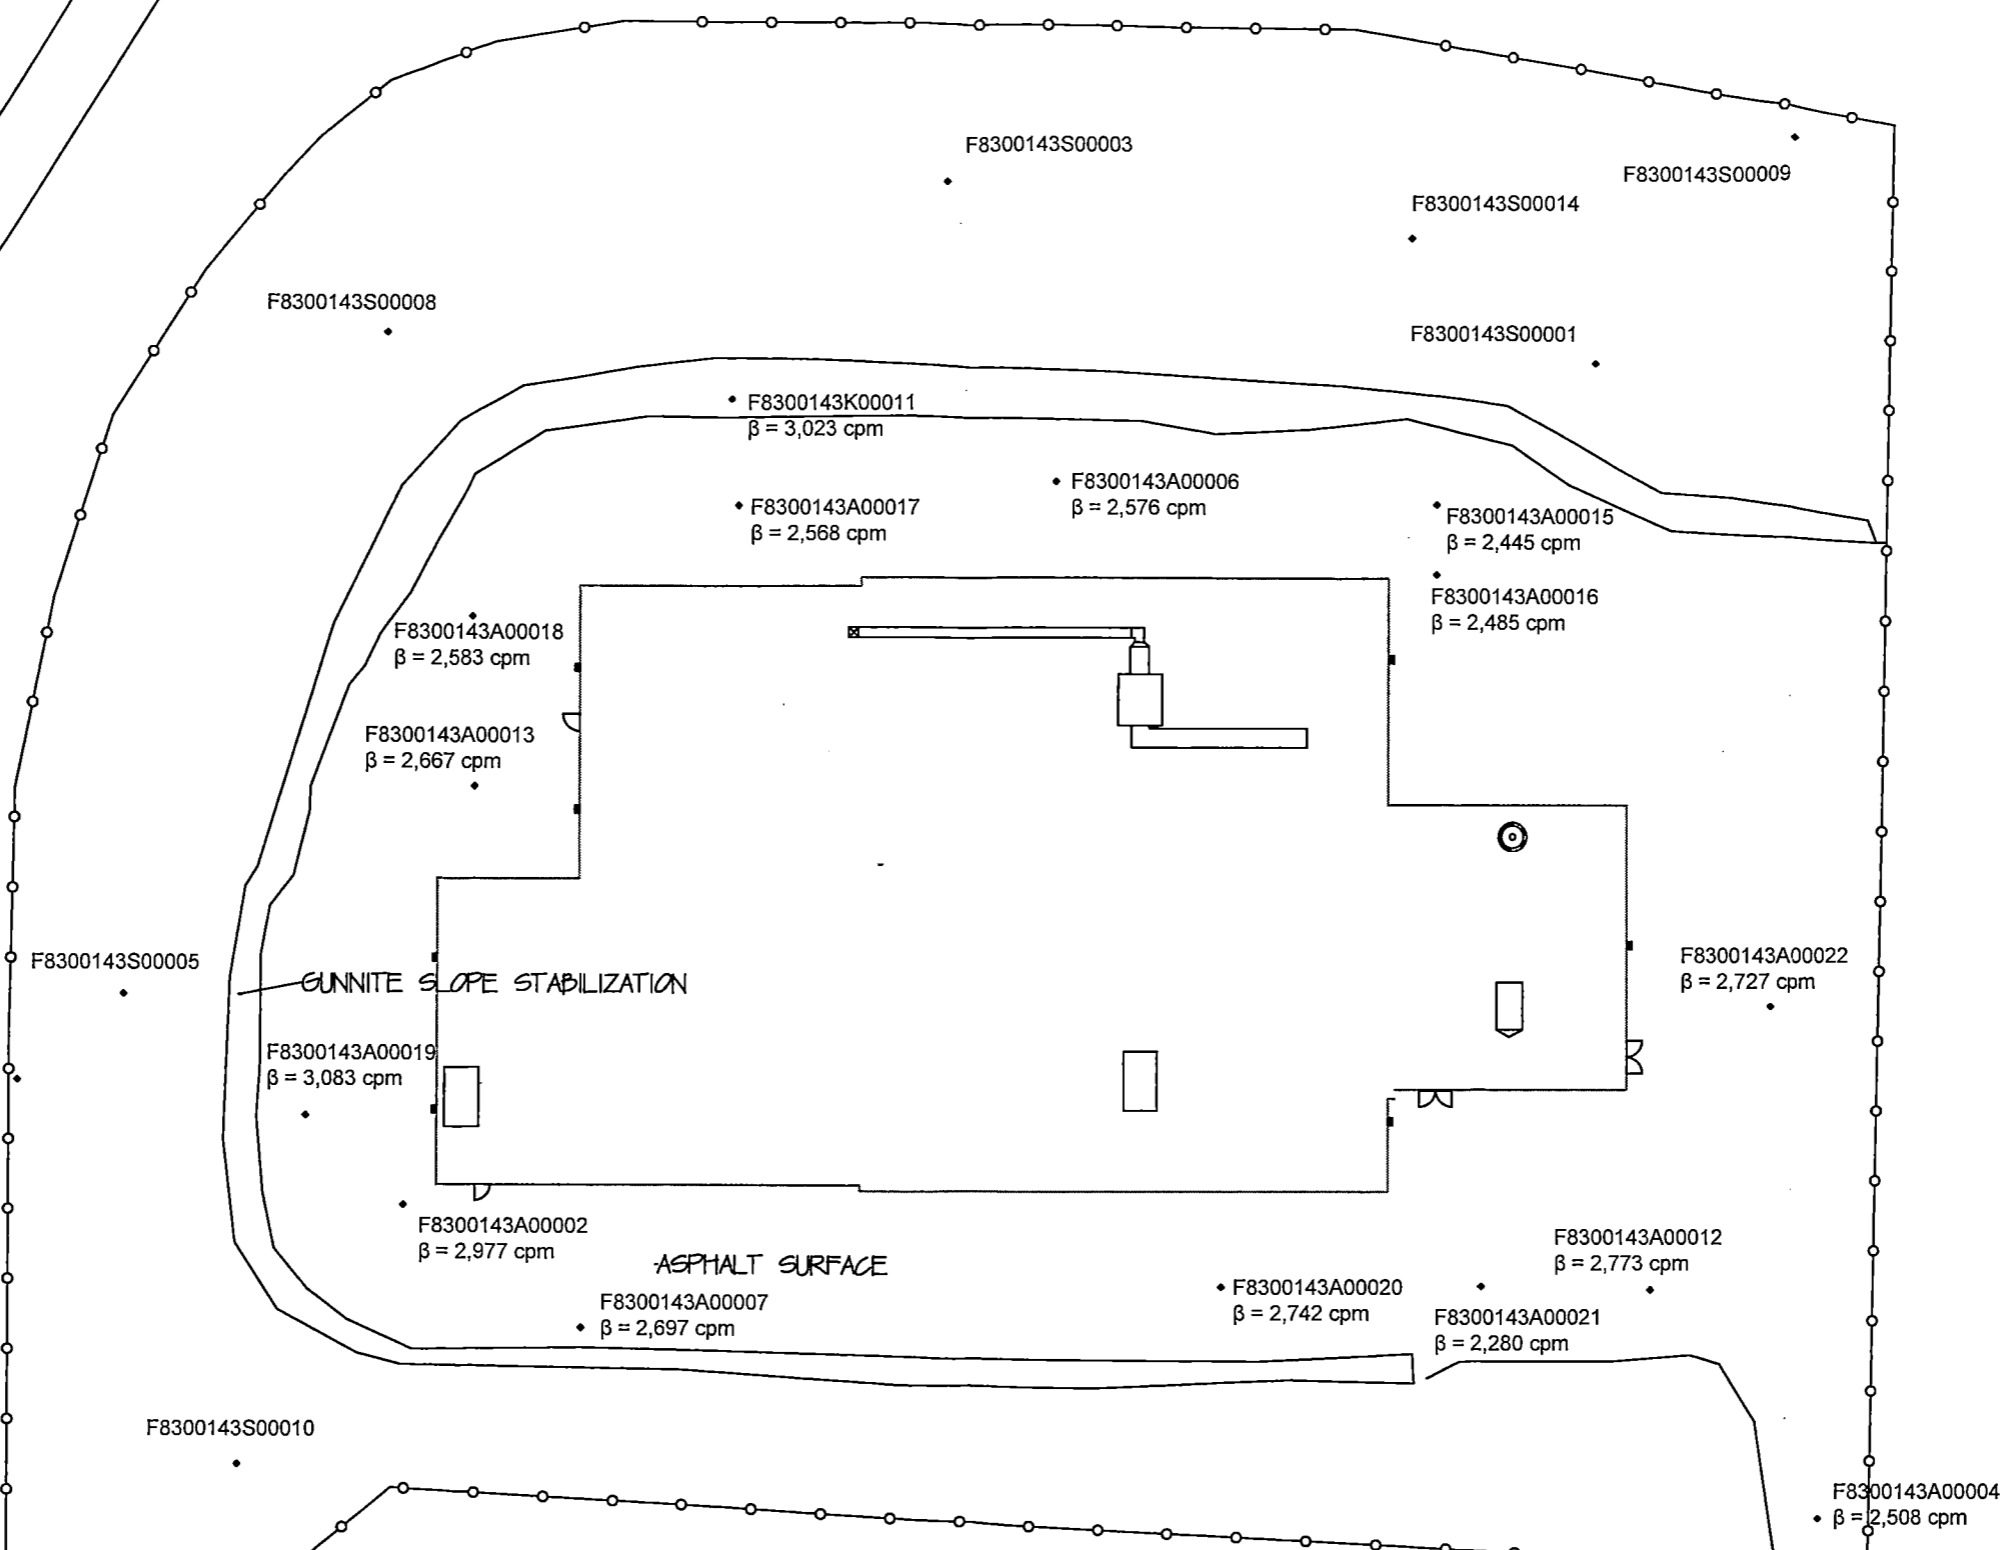 F8300143S00003
F8300143S00009
F8300143S00014
F8300143S00008
F8300143S00001
F8300143K00011
β = 3,023 cpm
F8300143A00006
β = 2,576 cpm
F8300143A00017
β = 2,568 cpm
F8300143A00015
β = 2,445 cpm
F8300143A00016
β = 2,485 cpm
F8300143A00018
β = 2,583 cpm
F8300143A00013
β = 2,667 cpm
F8300143S00005
GUNNITE SLOPE STABILIZATION
F8300143A00022
β = 2,727 cpm
F8300143A00019
β = 3,083 cpm
F8300143A00002
β = 2,977 cpm
ASPHALT SURFACE
F8300143A00012
β = 2,773 cpm
F8300143A00007
β = 2,697 cpm
F8300143A00020
β = 2,742 cpm
F8300143A00021
β = 2,280 cpm
F8300143S00010
F8300143A00004
β = 2,508 cpm